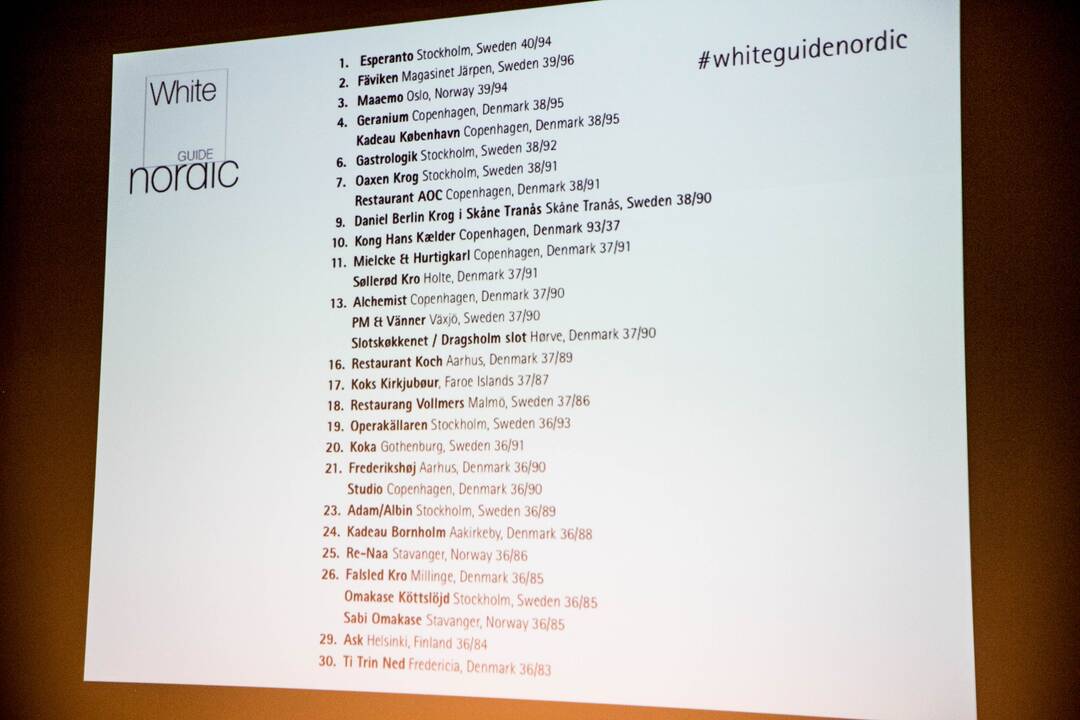 White
GUIDE
nordic
#whiteguidenordic
1. Esperanto Stockholm, Sweden 40/94
2. Fäviken Magasinet Järpen, Sweden 39/96
3. Maaemo Oslo, Norway 39/94
4. Geranium Copenhagen, Denmark 38/95
Kadeau København Copenhagen, Denmark 38/95
6. Gastrologik Stockholm, Sweden 38/92
7. Oaxen Krog Stockholm, Sweden 38/91
Restaurant AOC Copenhagen, Denmark 38/91
9. Daniel Berlin Krog i Skåne Tranås Skåne Tranås, Sweden 38/90
10. Kong Hans Kælder Copenhagen, Denmark 93/37
11. Mielcke & Hurtigkarl Copenhagen, Denmark 37/91
Søllerød Kro Holte, Denmark 37/91
13. Alchemist Copenhagen, Denmark 37/90
PM & Vänner Växjö, Sweden 37/90
Slotskøkkenet / Dragsholm slot Hørve, Denmark 37/90
16. Restaurant Koch Aarhus, Denmark 37/89
17. Koks Kirkjubøur, Faroe Islands 37/87
18. Restaurang Vollmers Malmö, Sweden 37/86
19. Operakällaren Stockholm, Sweden 36/93
20. Koka Gothenburg, Sweden 36/91
21. Frederikshøj Aarhus, Denmark 36/90
Studio Copenhagen, Denmark 36/90
23. Adam/Albin Stockholm, Sweden 36/89
24. Kadeau Bornholm Aakirkeby, Denmark 36/88
25. Re-Naa Stavanger, Norway 36/86
26. Falsled Kro Millinge, Denmark 36/85
Omakase Köttslöjd Stockholm, Sweden 36/85
Sabi Omakase Stavanger, Norway 36/85
29. Ask Helsinki, Finland 36/84
30. Ti Trin Ned Fredericia, Denmark 36/83